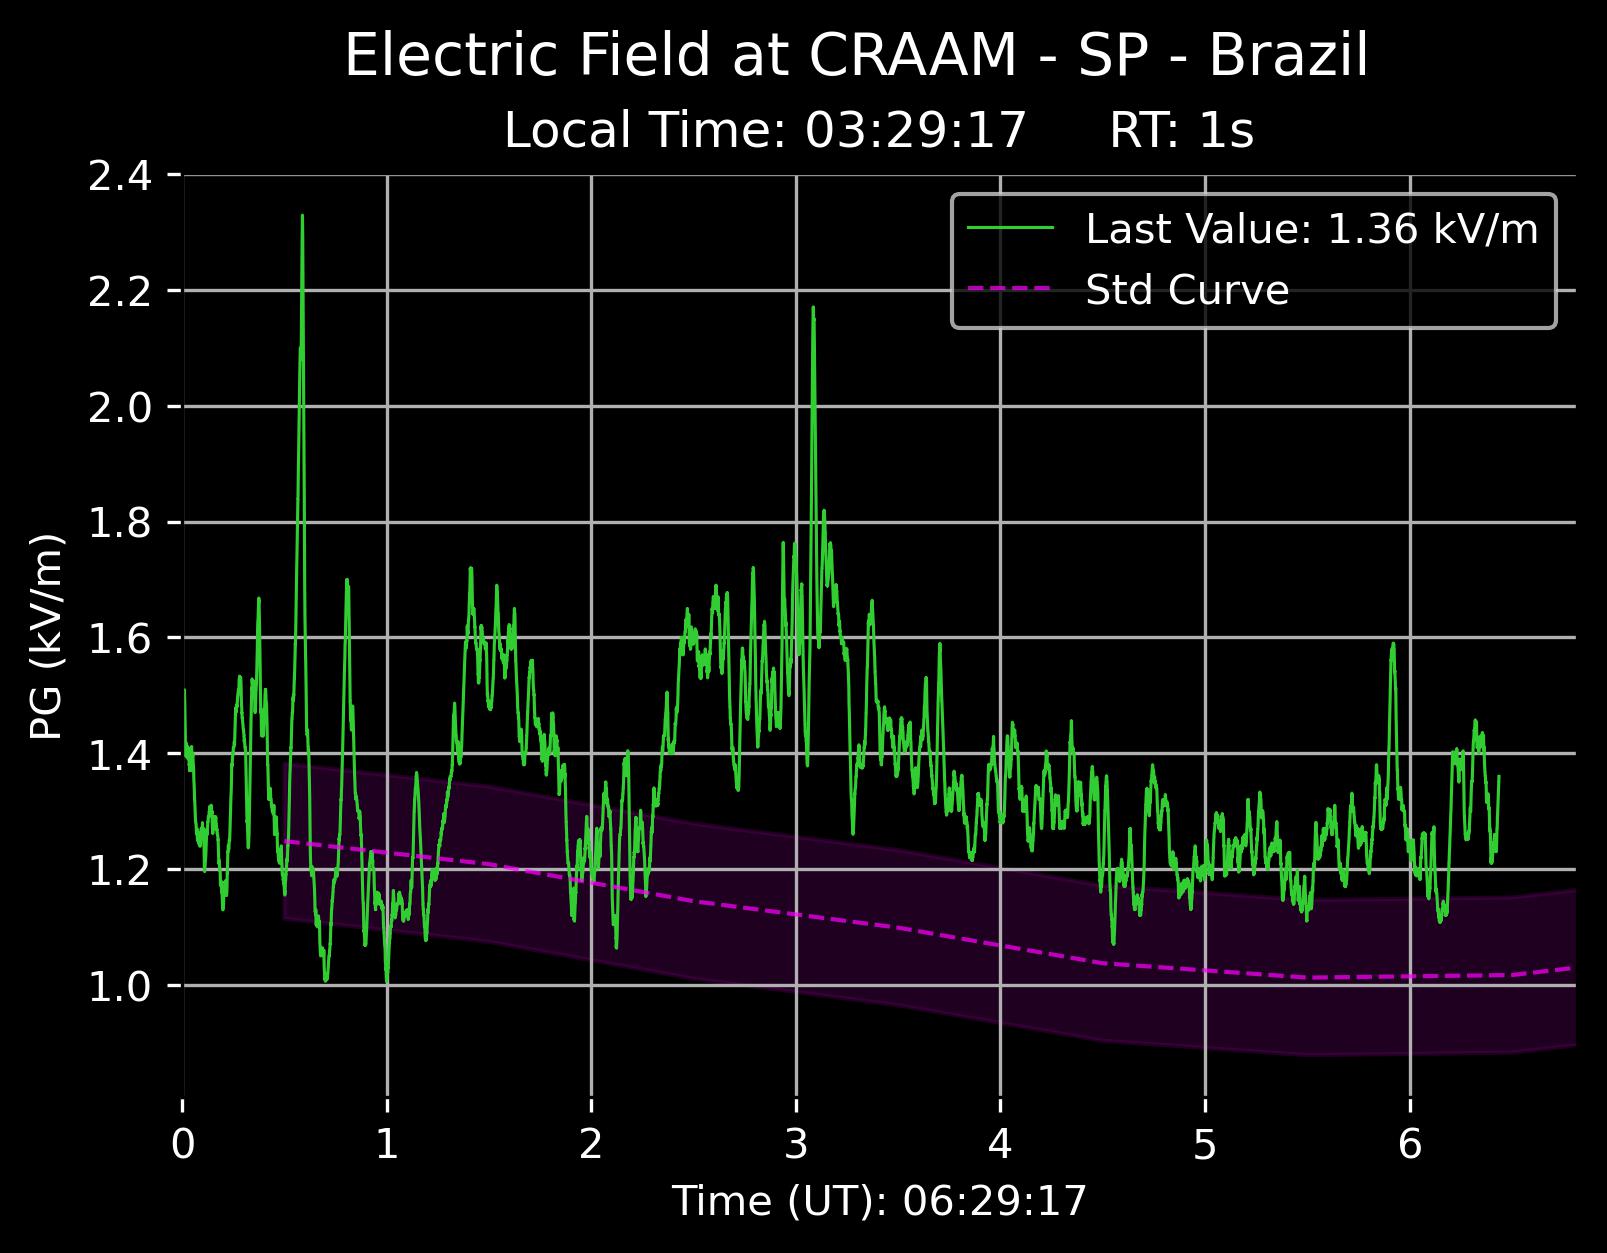 Electric Field at CRAAM - SP - Brazil
Local Time: 03:29:17 RT: 1s
Last Value: 1.36 kV/m
Std Curve
PG (kV/m)
2.4
2.2
2.0
1.8
1.6
1.4
1.2
1.0
0 1 2 3 4 5 6
Time (UT): 06:29:17